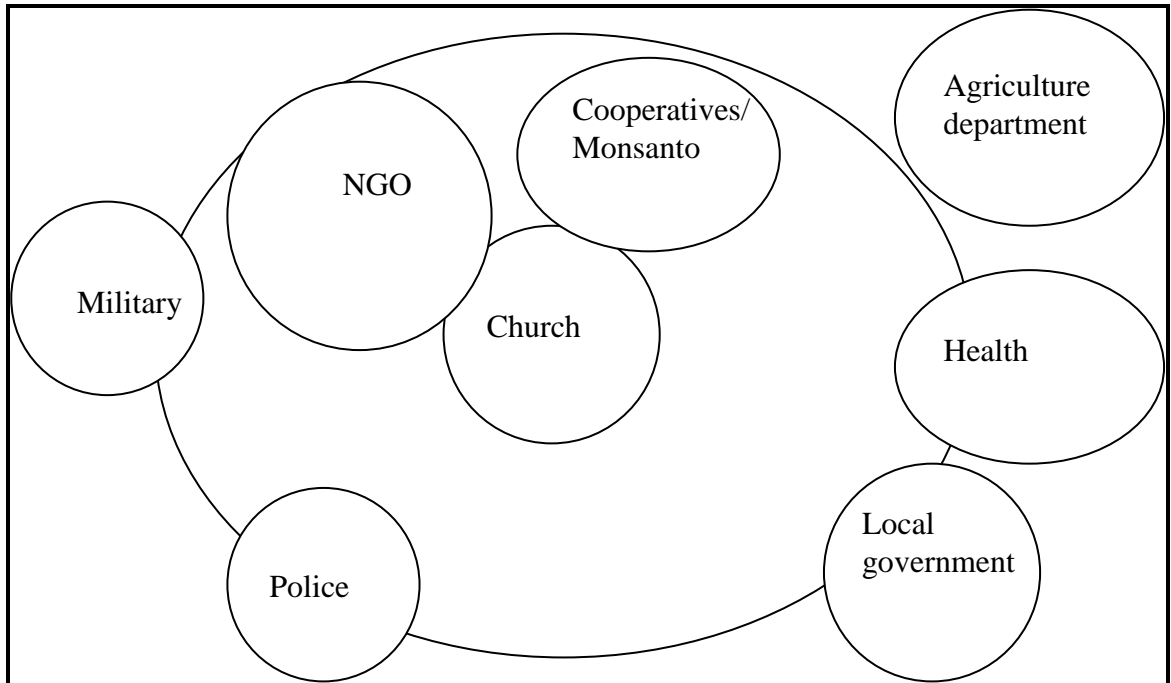 Agriculture
department
Cooperatives/
Monsanto
NGO
Military
Church
Health
Local
government
Police